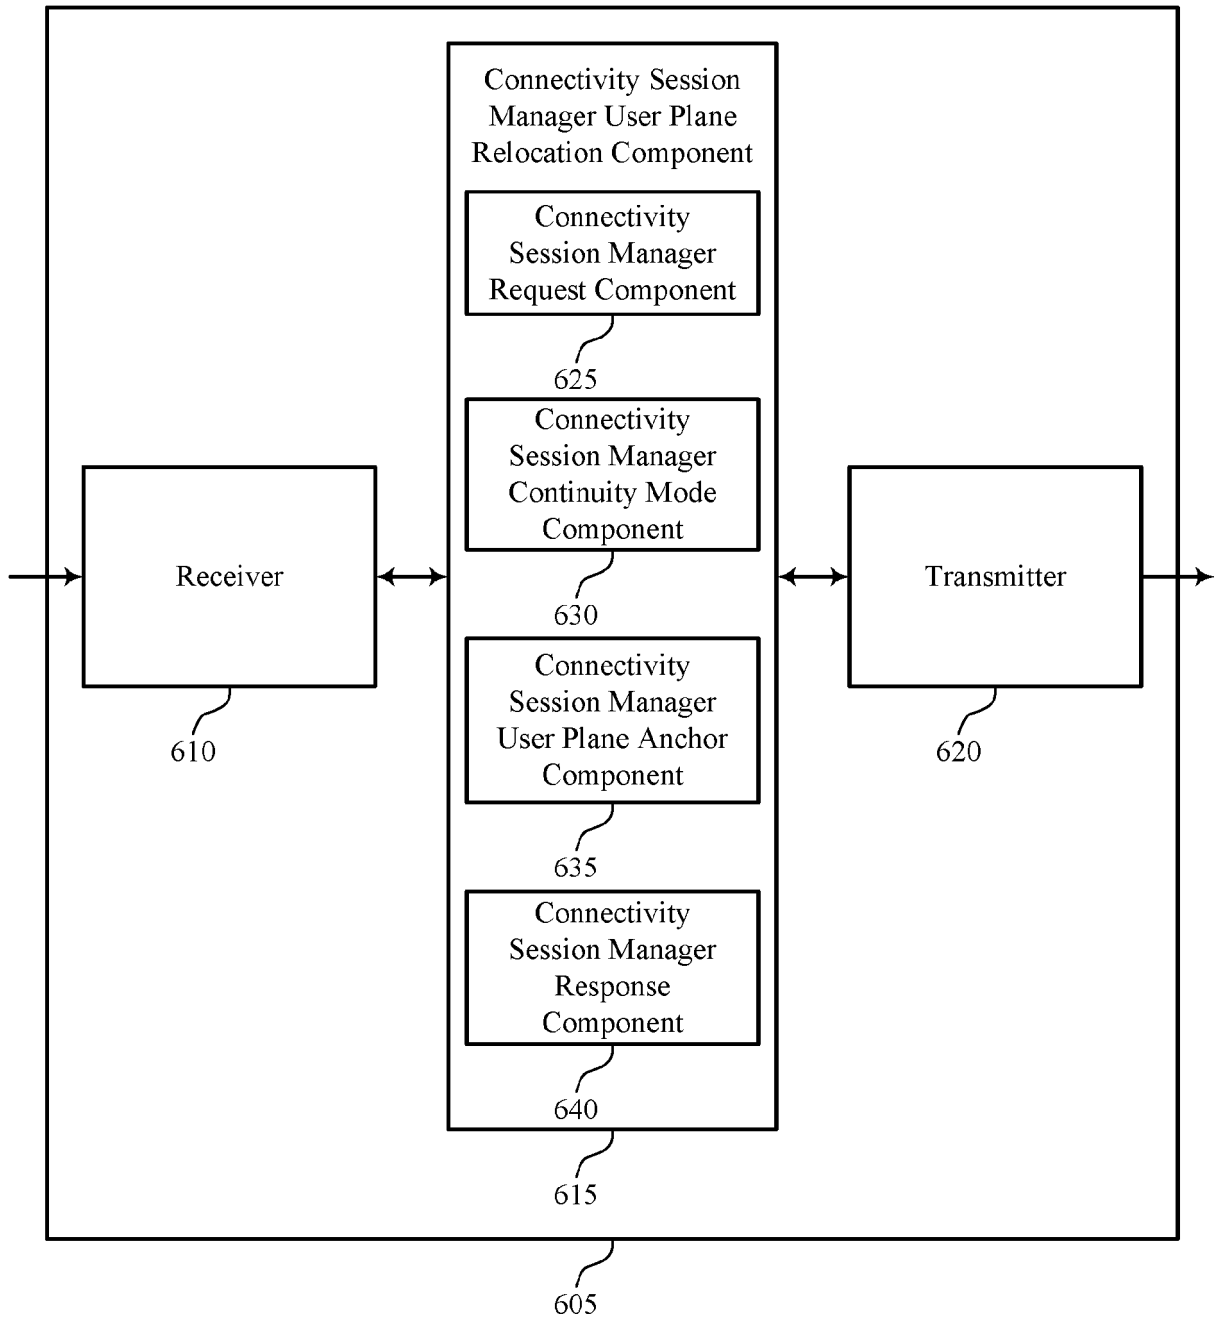 Connectivity Session
Manager User Plane
Relocation Component
Connectivity
Session Manager
Request Component
625
Connectivity
Session Manager
Continuity Mode
Component
630
Receiver
610
Transmitter
620
Connectivity
Session Manager
User Plane Anchor
Component
635
Connectivity
Session Manager
Response
Component
640
615
605